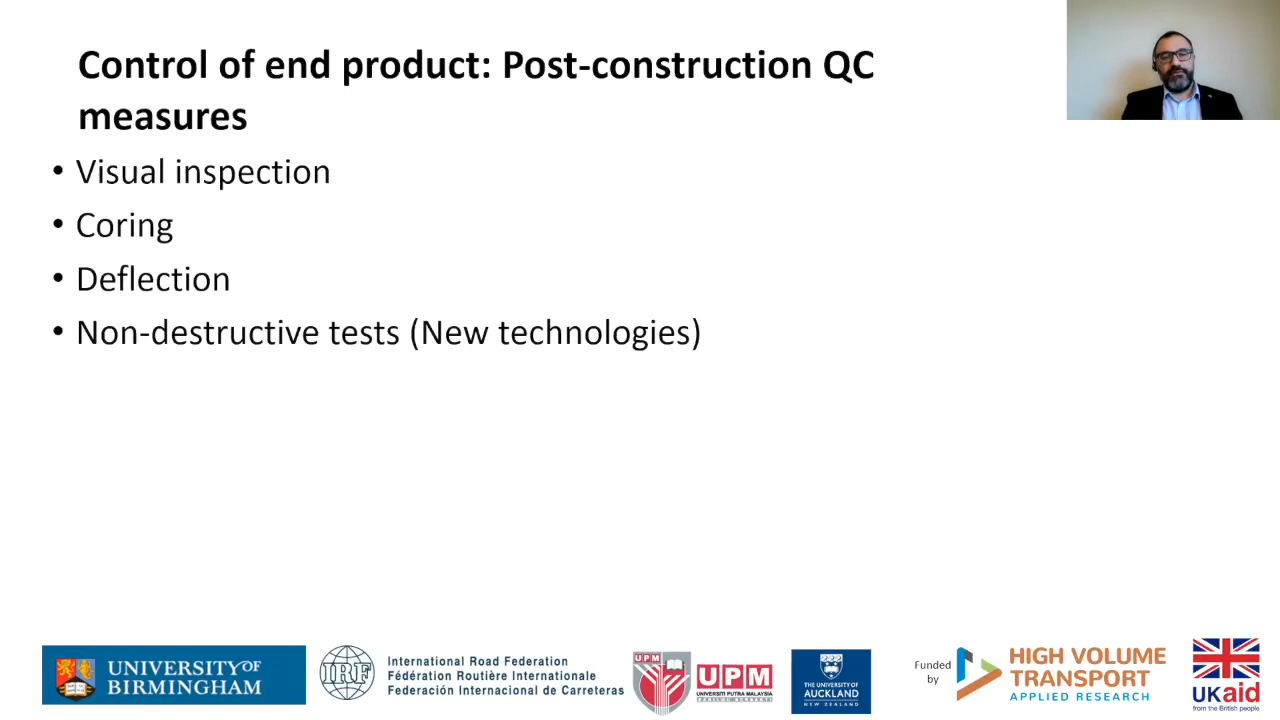 Control of end product: Post-construction QC
measures
• Visual inspection
• Coring
• Deflection
• Non-destructive tests (New technologies)
UNIVERSITY OF
BIRMINGHAM
IRF
International Road Federation
Fédération Routière Internationale
Federación Internacional de Carreteras
UPM
UPM
UNIVERSITI PUTRA MALAYSIA
THE UNIVERSITY OF
AUCKLAND
NEW ZEALAND
Funded
by
HIGH VOLUME
TRANSPORT
APPLIED RESEARCH
UKaid
from the British people